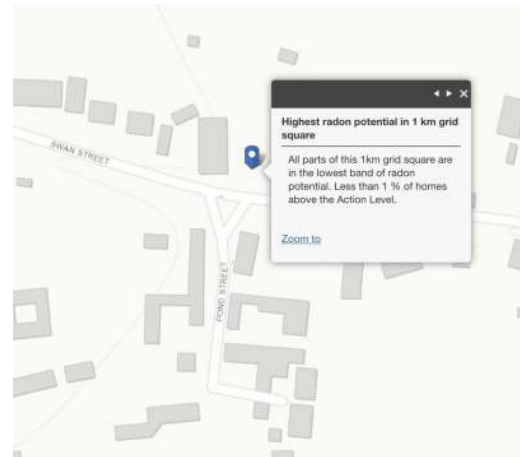 Highest radon potential in 1 km grid
square
All parts of this 1km grid square are
in the lowest band of radon
potential. Less than 1 % of homes
above the Action Level.
Zoom to
SWAN STREET
POND STREET